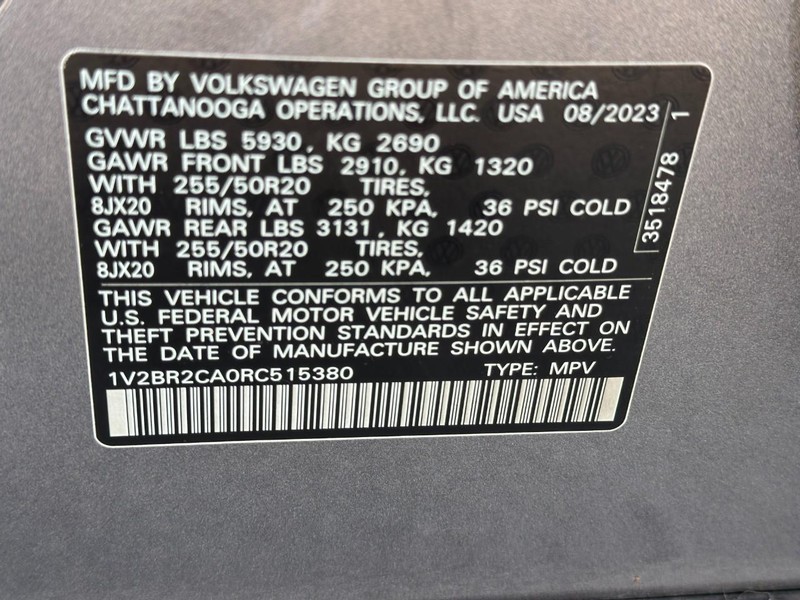 MFD BY VOLKSWAGEN GROUP OF AMERICA
CHATTANOOGA OPERATIONS, LLC. USA 08/2023
GVWR LBS 5930, KG 2690
GAWR FRONT LBS 2910, KG 1320
WITH 255/50R20 TIRES,
8JX20 RIMS, AT 250 KPA, 36 PSI COLD
GAWR REAR LBS 3131, KG 1420
WITH 255/50R20 TIRES,
8JX20 RIMS, AT 250 KPA, 36 PSI COLD
3518478 1
THIS VEHICLE CONFORMS TO ALL APPLICABLE
U.S. FEDERAL MOTOR VEHICLE SAFETY AND
THEFT PREVENTION STANDARDS IN EFFECT ON
THE DATE OF MANUFACTURE SHOWN ABOVE.
1V2BR2CA0RC515380 TYPE: MPV